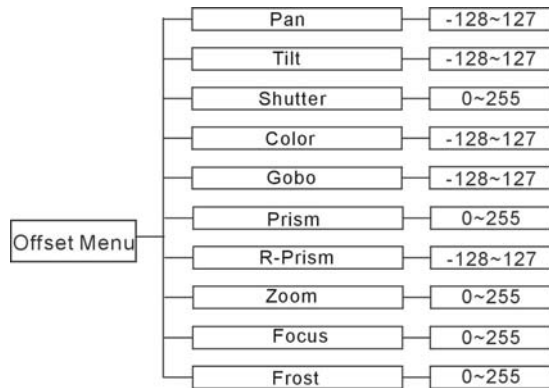 Pan -128~127
Tilt -128~127
Shutter 0~255
Color -128~127
Gobo -128~127
Prism 0~255
Offset Menu
R-Prism -128~127
Zoom 0~255
Focus 0~255
Frost 0~255